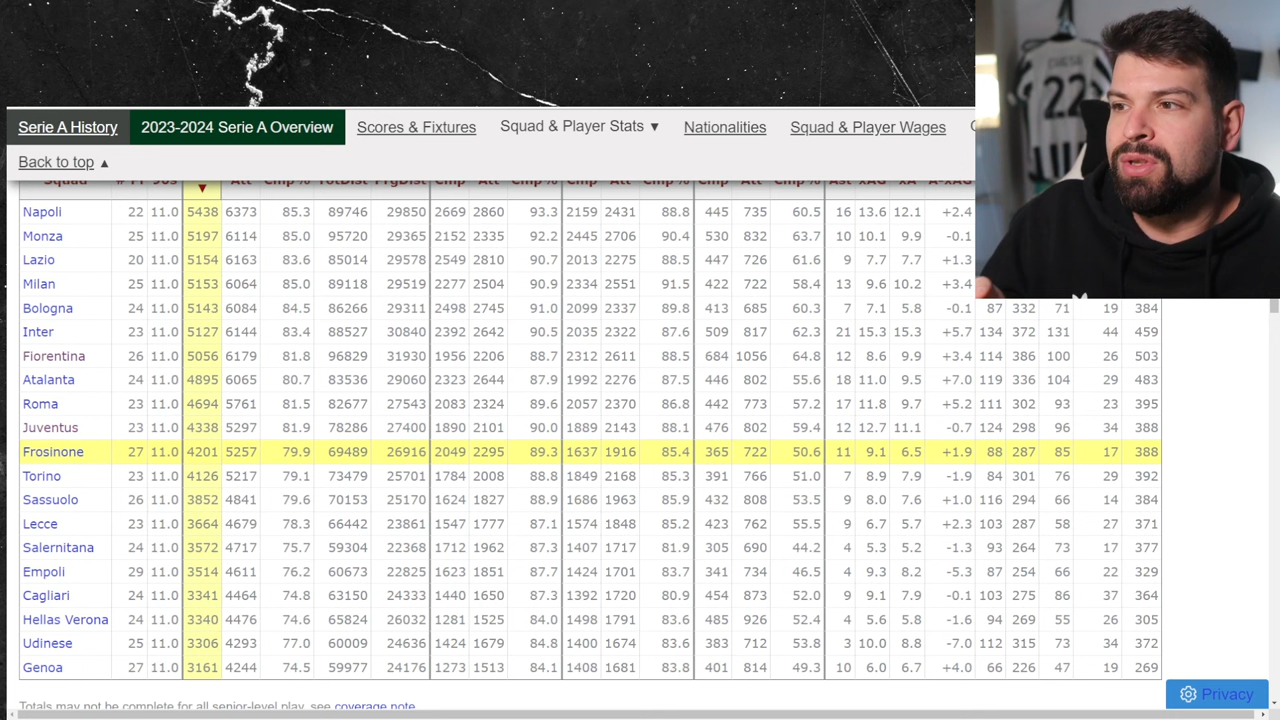 Serie A History 2023-2024 Serie A Overview Scores & Fixtures Squad & Player Stats ▼ Nationalities Squad & Player Wages
Back to top ▲
22
Squad # Pl 90s ▼ Att Cmp% TotDist PrgDist Cmp Att Cmp% Cmp Att Cmp% Cmp Att Cmp% Ast xAG xA A-xAG
Napoli 22 11.0 5438 6373 85.3 89746 29850 2669 2860 93.3 2159 2431 88.8 445 735 60.5 16 13.6 12.1 +2.4
Monza 25 11.0 5197 6114 85.0 95720 29365 2152 2335 92.2 2445 2706 90.4 530 832 63.7 10 10.1 9.9 -0.1
Lazio 20 11.0 5154 6163 83.6 85014 29578 2549 2810 90.7 2013 2275 88.5 447 726 61.6 9 7.7 7.7 +1.3
Milan 25 11.0 5153 6064 85.0 89118 29519 2277 2504 90.9 2334 2551 91.5 422 722 58.4 13 9.6 10.2 +3.4
Bologna 24 11.0 5143 6084 84.5 86266 29311 2498 2745 91.0 2099 2337 89.8 413 685 60.3 7 7.1 5.8 -0.1 87 332 71 19 384
Inter 23 11.0 5127 6144 83.4 88527 30840 2392 2642 90.5 2035 2322 87.6 509 817 62.3 21 15.3 15.3 +5.7 134 372 131 44 459
Fiorentina 26 11.0 5056 6179 81.8 96829 31930 1956 2206 88.7 2312 2611 88.5 684 1056 64.8 12 8.6 9.9 +3.4 114 386 100 26 503
Atalanta 24 11.0 4895 6065 80.7 83536 29060 2323 2644 87.9 1992 2276 87.5 446 802 55.6 18 11.0 9.5 +7.0 119 336 104 29 483
Roma 23 11.0 4694 5761 81.5 82677 27543 2083 2324 89.6 2057 2370 86.8 442 773 57.2 17 11.8 9.7 +5.2 111 302 93 23 395
Juventus 23 11.0 4338 5297 81.9 78286 27400 1890 2101 90.0 1889 2143 88.1 476 802 59.4 12 12.7 11.1 -0.7 124 298 96 34 388
Frosinone 27 11.0 4201 5257 79.9 69489 26916 2049 2295 89.3 1637 1916 85.4 365 722 50.6 11 9.1 6.5 +1.9 88 287 85 17 388
Torino 23 11.0 4126 5217 79.1 73479 25701 1784 2008 88.8 1849 2168 85.3 391 766 51.0 7 8.9 7.9 -1.9 84 301 76 29 392
Sassuolo 26 11.0 3852 4841 79.6 70153 25170 1624 1827 88.9 1686 1963 85.9 432 808 53.5 9 8.0 7.6 +1.0 116 294 66 14 384
Lecce 23 11.0 3664 4679 78.3 66442 23861 1547 1777 87.1 1574 1848 85.2 423 762 55.5 9 6.7 5.7 +2.3 103 287 58 27 371
Salernitana 24 11.0 3572 4717 75.7 59304 22368 1712 1962 87.3 1407 1717 81.9 305 690 44.2 4 5.3 5.2 -1.3 93 264 73 17 377
Empoli 29 11.0 3514 4611 76.2 60673 22825 1623 1851 87.7 1424 1701 83.7 341 734 46.5 4 9.3 8.2 -5.3 87 254 66 22 329
Cagliari 24 11.0 3341 4464 74.8 63150 24333 1440 1650 87.3 1392 1720 80.9 454 873 52.0 9 9.1 7.9 -0.1 103 275 86 37 364
Hellas Verona 24 11.0 3340 4476 74.6 65824 26032 1281 1525 84.0 1498 1791 83.6 485 926 52.4 4 5.6 5.8 -1.6 94 269 55 26 305
Udinese 25 11.0 3306 4293 77.0 60009 24636 1424 1679 84.8 1400 1674 83.6 383 712 53.8 3 10.0 8.8 -7.0 112 315 73 34 372
Genoa 27 11.0 3161 4244 74.5 59977 24176 1273 1513 84.1 1408 1681 83.8 401 814 49.3 10 6.0 6.7 +4.0 66 226 47 19 269
Totals may not be complete for all senior-level play, see coverage note.
Privacy